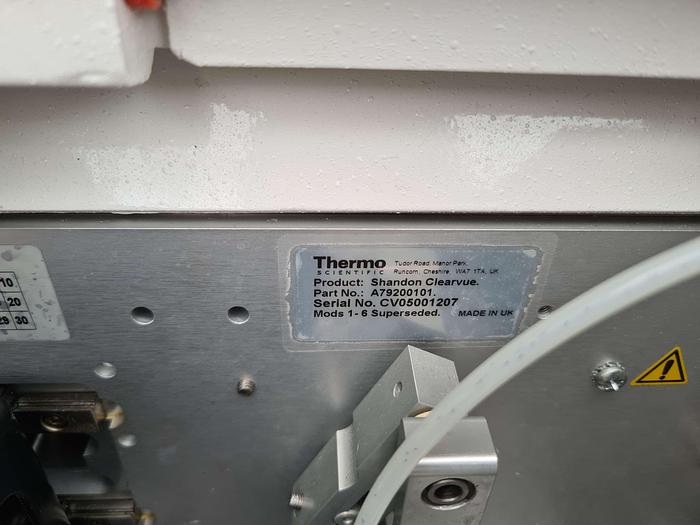 Thermo Tudor Road, Manor Park,
SCIENTIFIC Runcorn, Cheshire, WA7 1TA, UK
Product: Shandon Clearvue.
Part No.: A79200101.
Serial No. CV05001207
Mods 1-6 Superseded. MADE IN UK
10
20
29 30